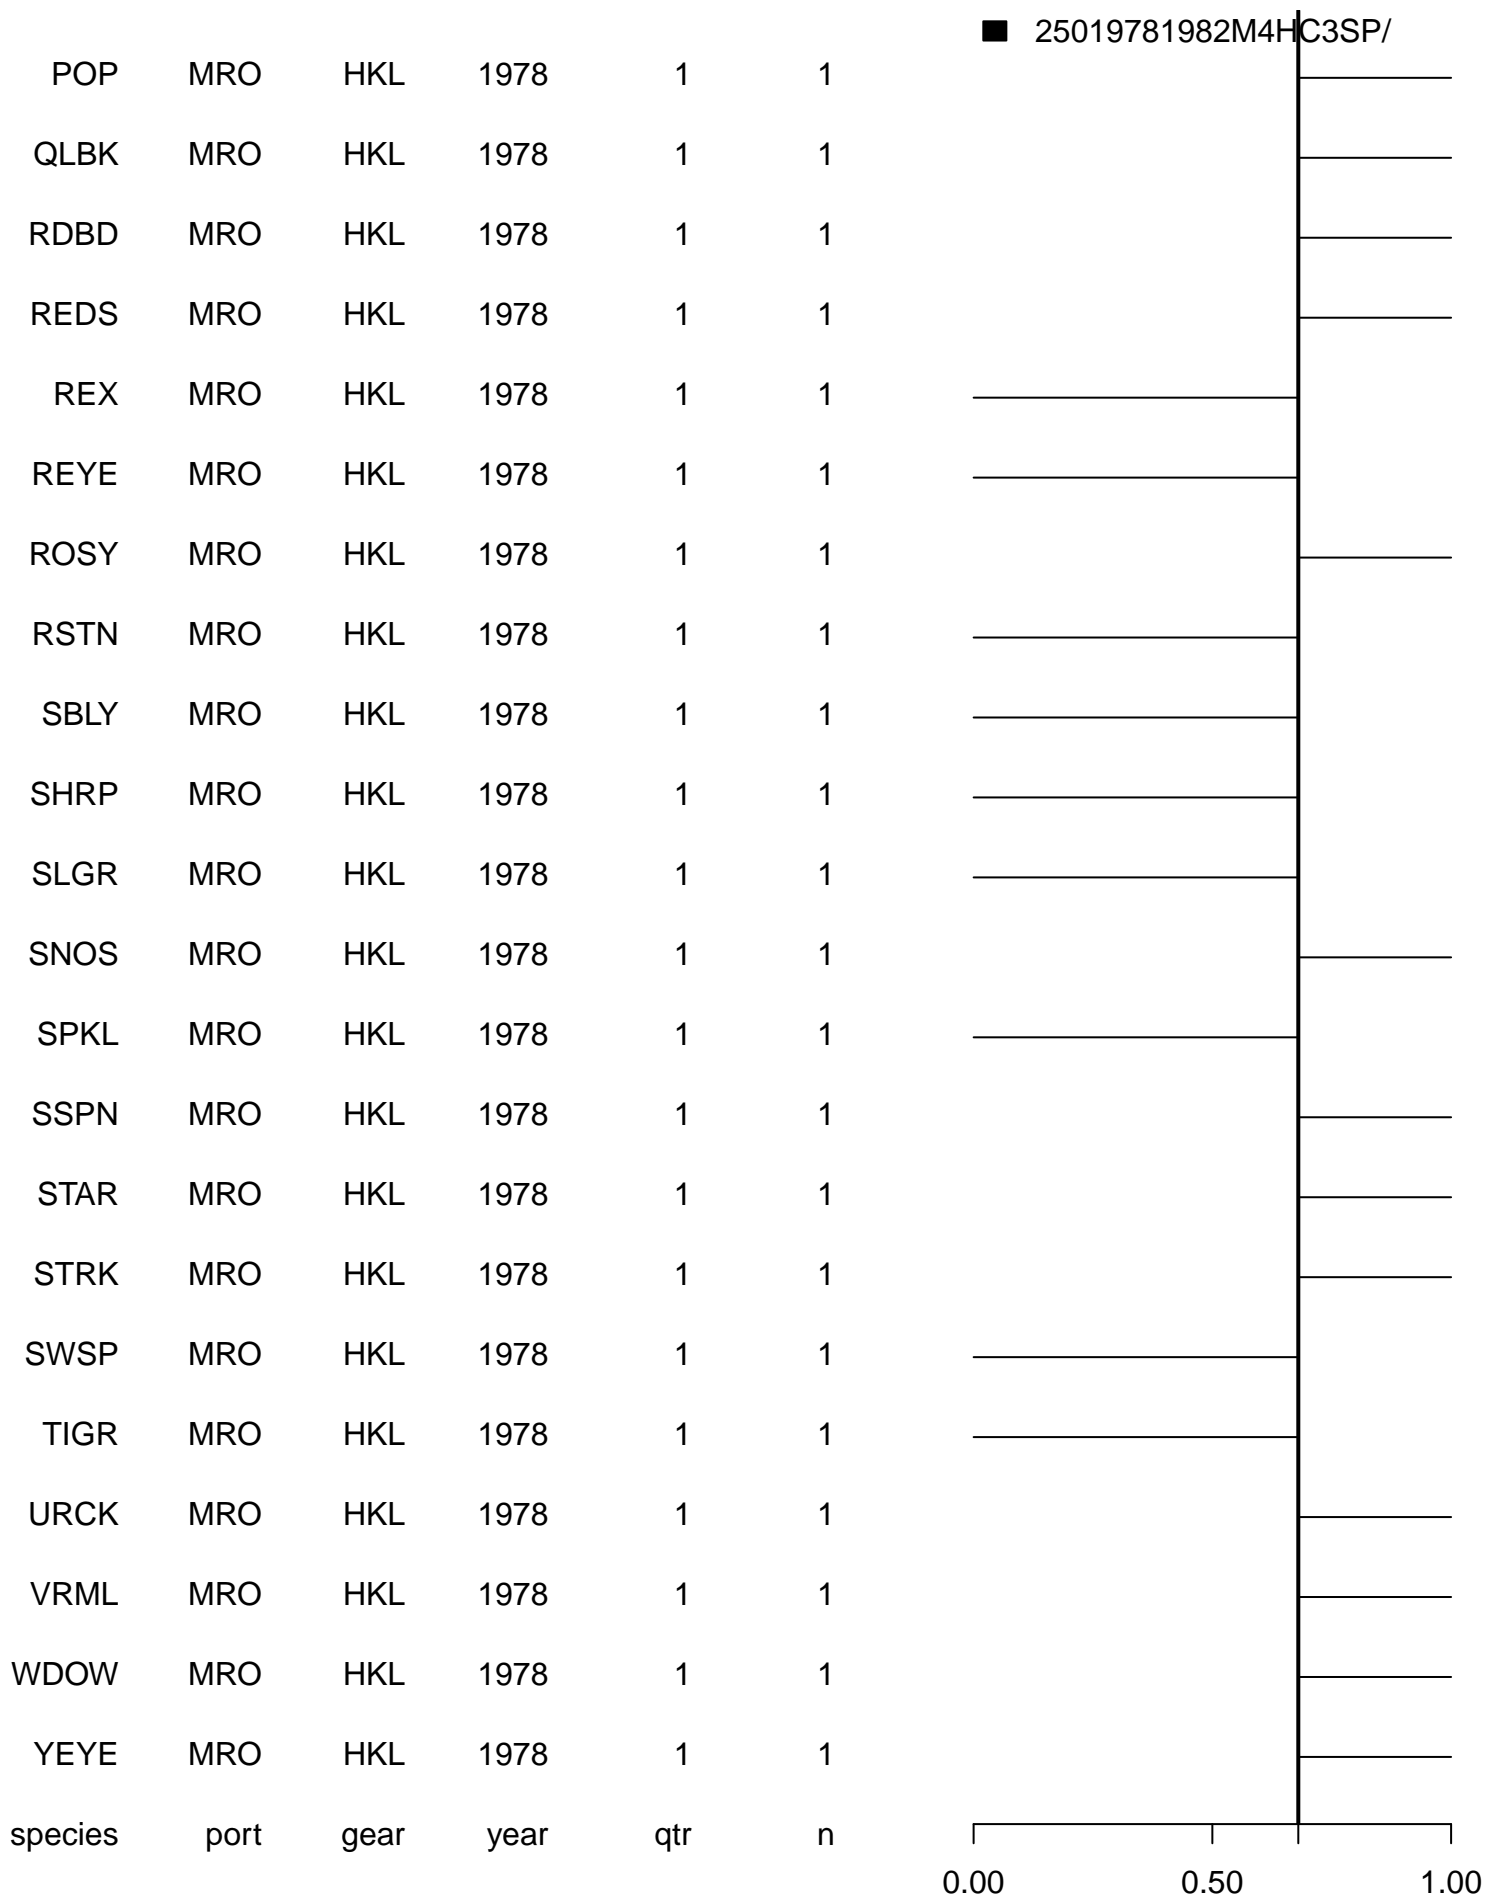 25019781982M4HC3SP/
POP MRO HKL 1978 1 1
QLBK MRO HKL 1978 1 1
RDBD MRO HKL 1978 1 1
REDS MRO HKL 1978 1 1
REX MRO HKL 1978 1 1
REYE MRO HKL 1978 1 1
ROSY MRO HKL 1978 1 1
RSTN MRO HKL 1978 1 1
SBLY MRO HKL 1978 1 1
SHRP MRO HKL 1978 1 1
SLGR MRO HKL 1978 1 1
SNOS MRO HKL 1978 1 1
SPKL MRO HKL 1978 1 1
SSPN MRO HKL 1978 1 1
STAR MRO HKL 1978 1 1
STRK MRO HKL 1978 1 1
SWSP MRO HKL 1978 1 1
TIGR MRO HKL 1978 1 1
URCK MRO HKL 1978 1 1
VRML MRO HKL 1978 1 1
WDOW MRO HKL 1978 1 1
YEYE MRO HKL 1978 1 1
species port gear year qtr n
0.00 0.50 1.00